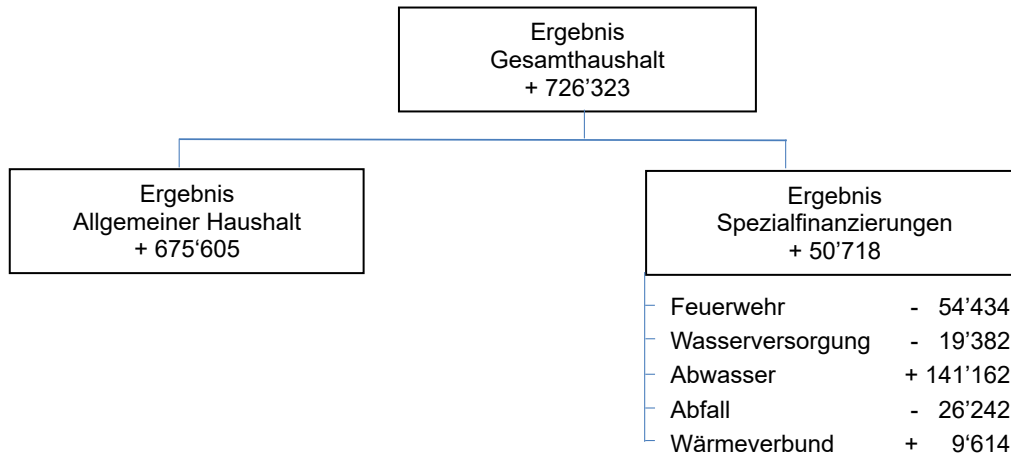 Ergebnis
Gesamthaushalt
+ 726’323
Ergebnis
Allgemeiner Haushalt
+ 675‘605
Ergebnis
Spezialfinanzierungen
+ 50’718
Feuerwehr - 54’434
Wasserversorgung - 19’382
Abwasser + 141’162
Abfall - 26’242
Wärmeverbund + 9‘614